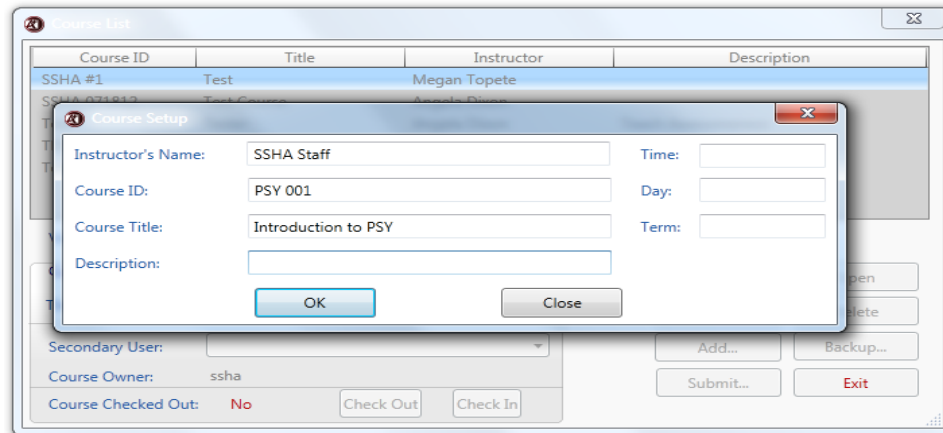 Course List
Course ID Title Instructor Description
SSHA #1 Test Megan Topete
SSHA 071812 Test Course Angela Dixon
Course Setup
Instructor's Name: SSHA Staff Time:
Course ID: PSY 001 Day:
Course Title: Introduction to PSY Term:
Description:
OK Close
Secondary User: Add... Backup...
Course Owner: ssha Submit... Exit
Course Checked Out: No Check Out Check In